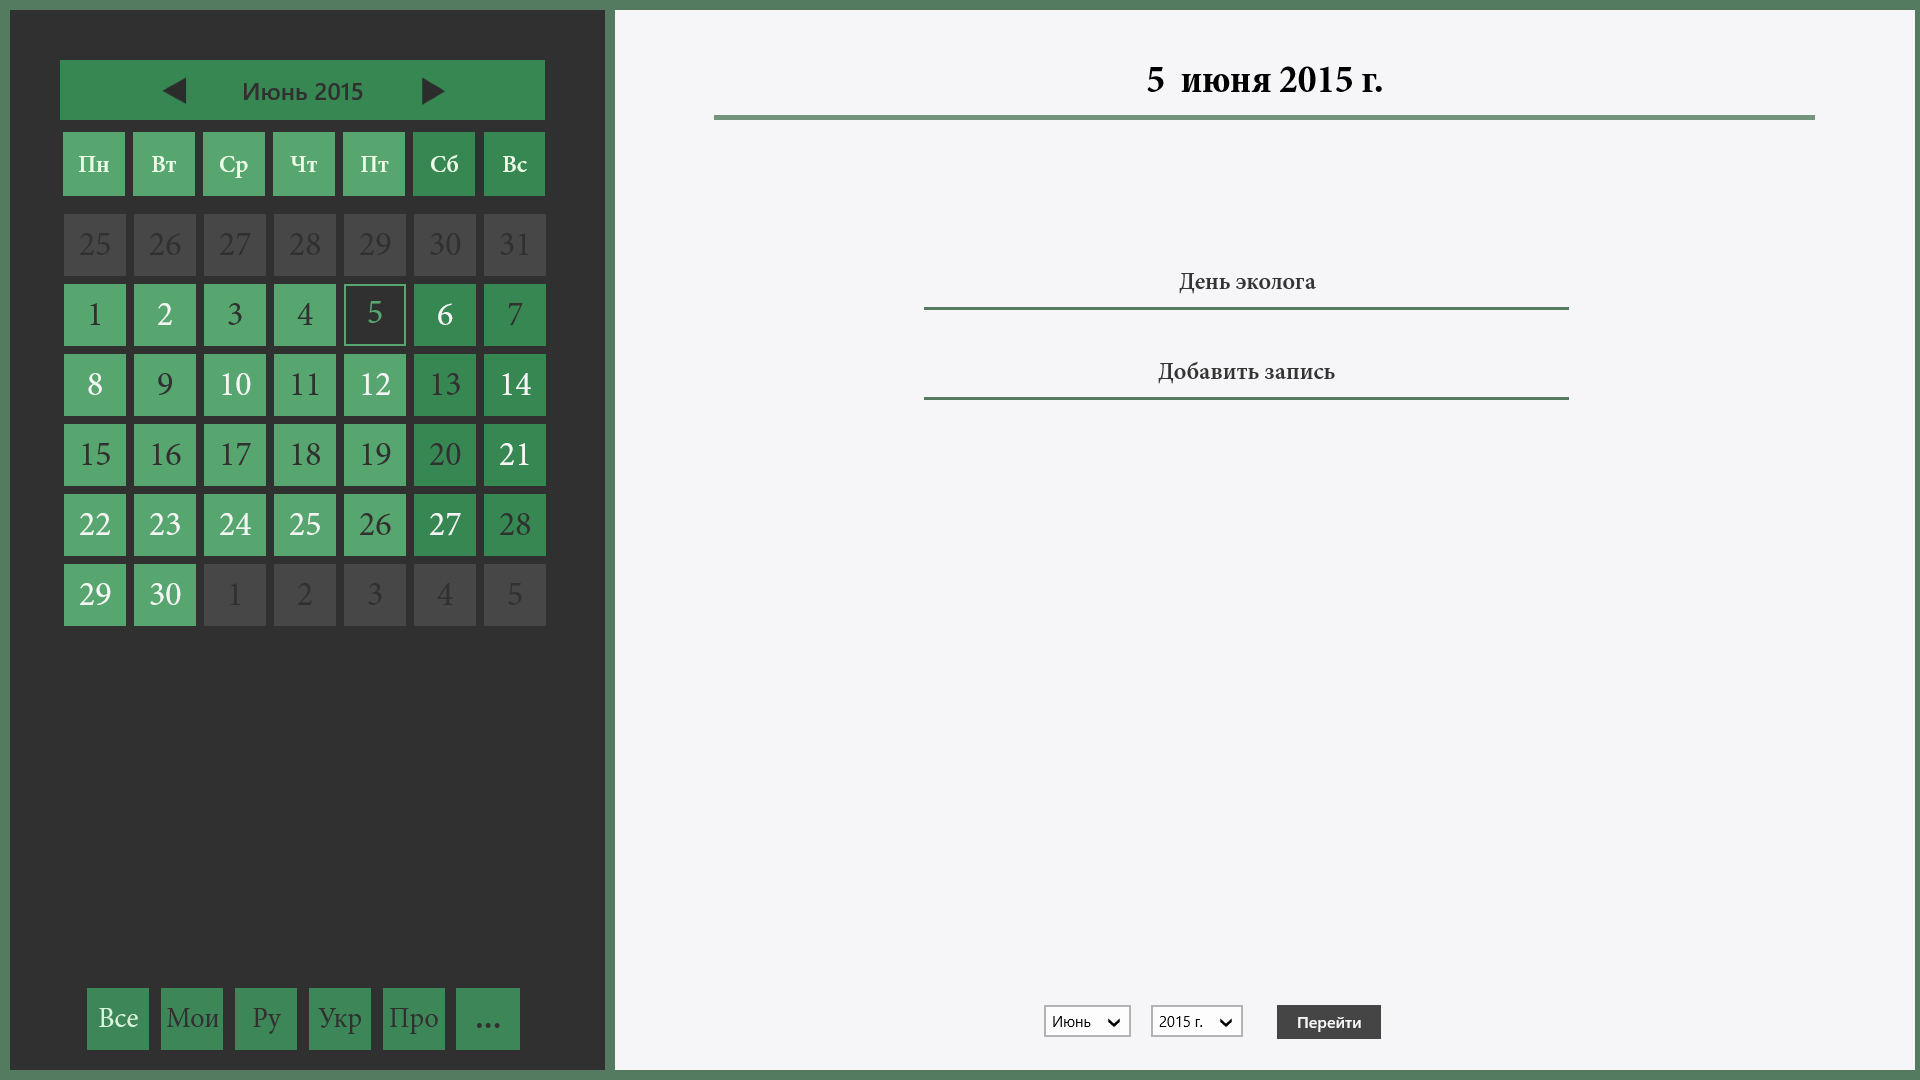 Июнь 2015
Пн Вт Ср Чт Пт Сб Вс
25 26 27 28 29 30 31
1 2 3 4 5 6 7
8 9 10 11 12 13 14
15 16 17 18 19 20 21
22 23 24 25 26 27 28
29 30 1 2 3 4 5
Все Мои Ру Укр Про ...
5 июня 2015 г.
День эколога
Добавить запись
Июнь 2015 г. Перейти